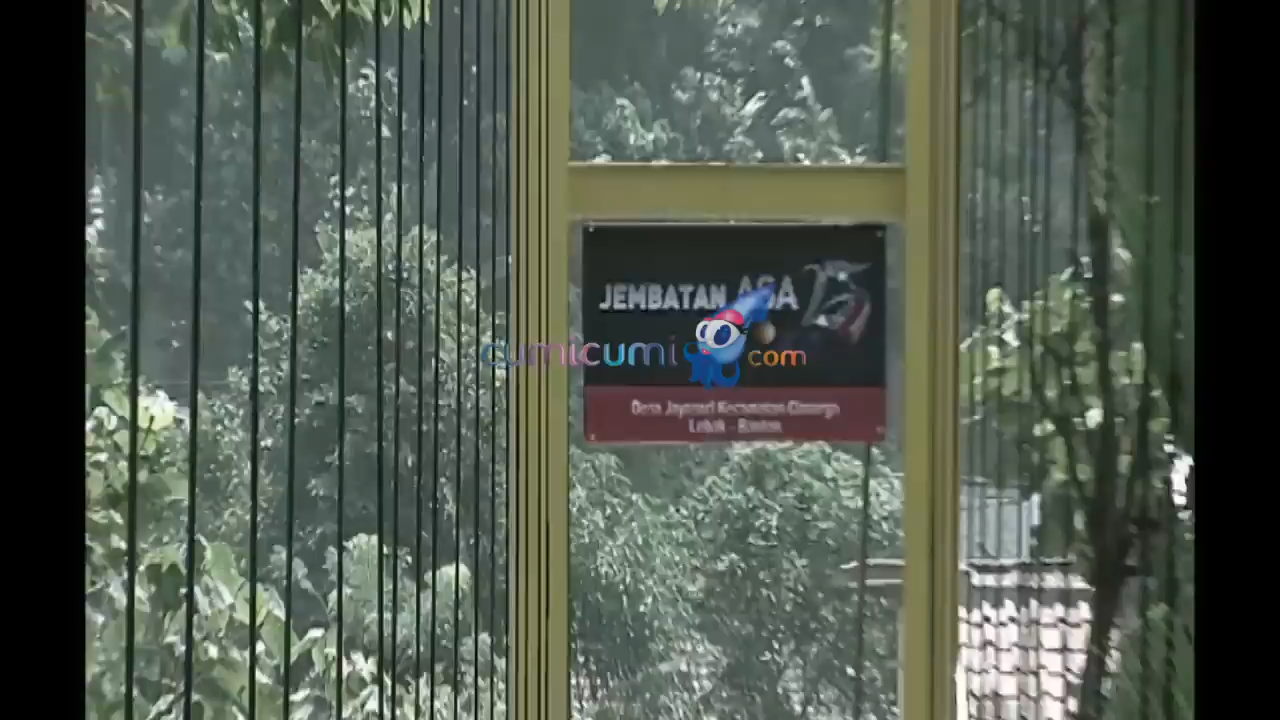 JEMBATAN ASA
cumicumi.com
Desa Jayasari Kecamatan Cimarga
Lebak - Banten